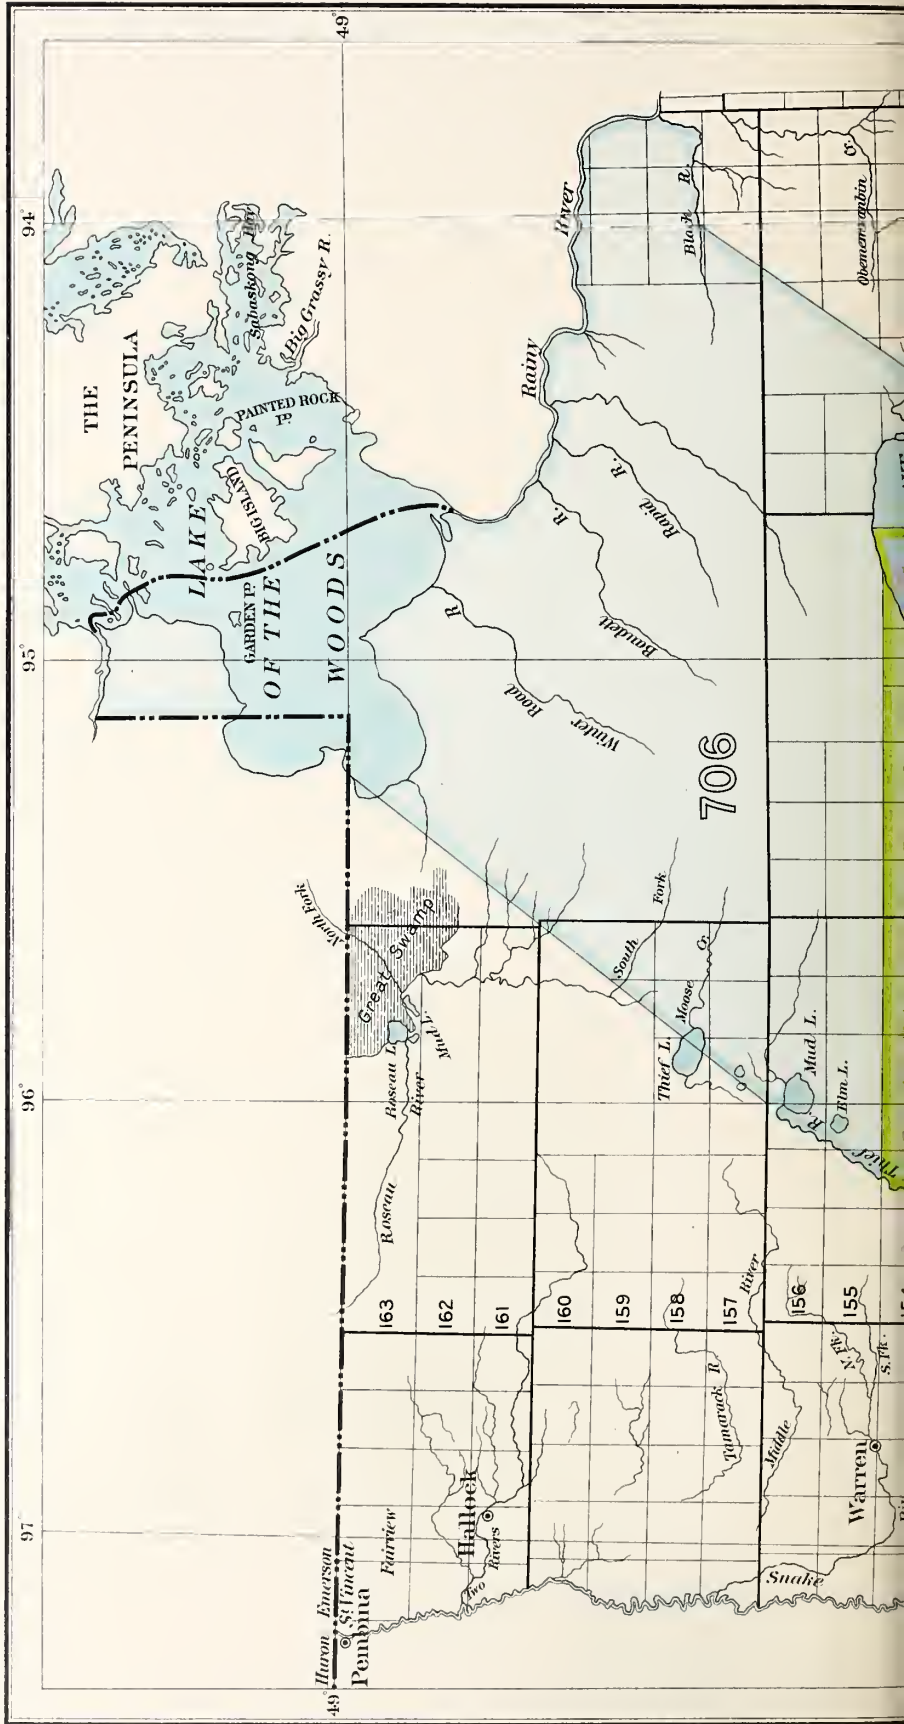 97°
96°
95°
94°
49°
49°
Huron
Emerson
St. Vincent
Pembina
Fairview
Hallock
Two
Rivers
Roseau
Roseau L.
River
North Fork
Great Swamp
Mud L.
163
162
161
160
159
158
157
156
155
THE
PENINSULA
LAKE
OF THE
WOODS
BIG ISLAND
GARDEN ID.
PAINTED ROCK
PD.
Sabaskong Bay
Big Grassy R.
Rainy
River
Winter
Road
R
Baudett
R.
Rapid
R.
Black R.
706
South
Fork
Moose
Cr.
Thief L.
Mud L.
Elm L.
Thief
R.
Tamarack R
Middle
River
N. Fk.
S. Fk.
Warren
Snake